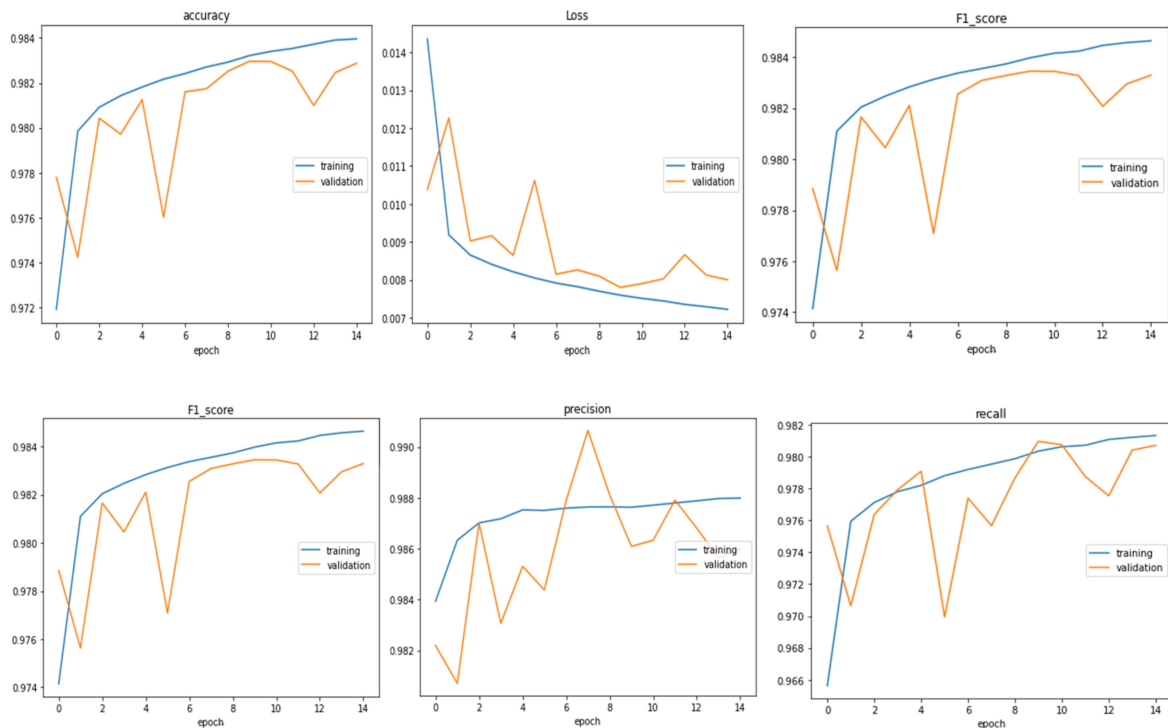 accuracy
0.984
0.982
0.980
0.978
0.976
0.974
0.972
0 2 4 6 8 10 12 14
epoch
training
validation
Loss
0.014
0.013
0.012
0.011
0.010
0.009
0.008
0.007
0 2 4 6 8 10 12 14
epoch
training
validation
F1_score
0.984
0.982
0.980
0.978
0.976
0.974
0 2 4 6 8 10 12 14
epoch
training
validation
F1_score
0.984
0.982
0.980
0.978
0.976
0.974
0 2 4 6 8 10 12 14
epoch
training
validation
precision
0.990
0.988
0.986
0.984
0.982
0 2 4 6 8 10 12 14
epoch
training
validation
recall
0.982
0.980
0.978
0.976
0.974
0.972
0.970
0.968
0.966
0 2 4 6 8 10 12 14
epoch
training
validation